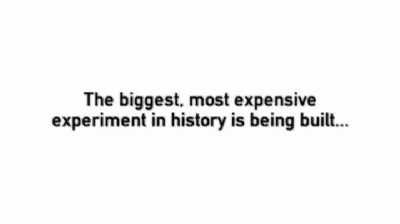 The biggest, most expensive
experiment in history is being built...